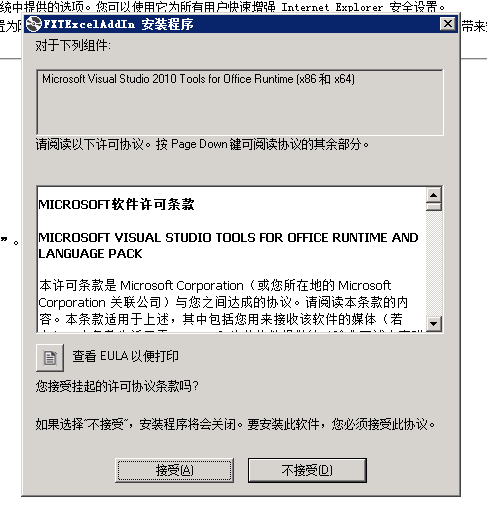 统中提供的选项。您可以使用它为所有用户快速增强 Internet Explorer 安全设置。
FXTExcelAddIn 安装程序
置为
带来
对于下列组件:
Microsoft Visual Studio 2010 Tools for Office Runtime (x86 和 x64)
请阅读以下许可协议。按 Page Down 键可阅读协议的其余部分。
MICROSOFT软件许可条款
MICROSOFT VISUAL STUDIO TOOLS FOR OFFICE RUNTIME AND
LANGUAGE PACK
”。
本许可条款是 Microsoft Corporation（或您所在地的 Microsoft
Corporation 关联公司）与您之间达成的协议。请阅读本条款的内
容。本条款适用于上述，其中包括您用来接收该软件的媒体（若
查看 EULA 以便打印
您接受挂起的许可协议条款吗?
如果选择“不接受”，安装程序将会关闭。要安装此软件，您必须接受此协议。
接受(A)
不接受(D)